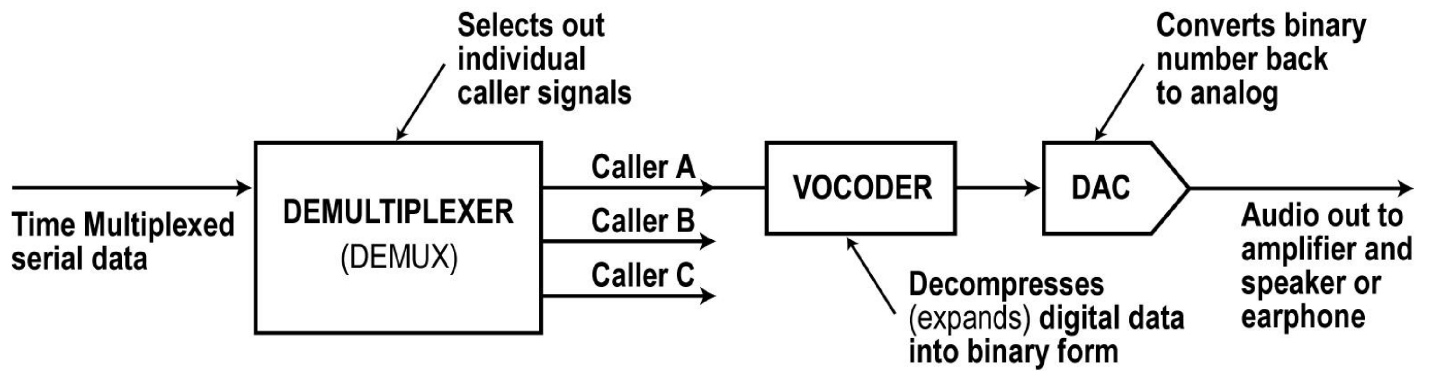 Selects out
individual
caller signals
Converts binary
number back
to analog
Time Multiplexed
serial data
DEMULTIPLEXER
(DEMUX)
Caller A
Caller B
Caller C
VOCODER
DAC
Decompresses
(expands) digital data
into binary form
Audio out to
amplifier and
speaker or
earphone